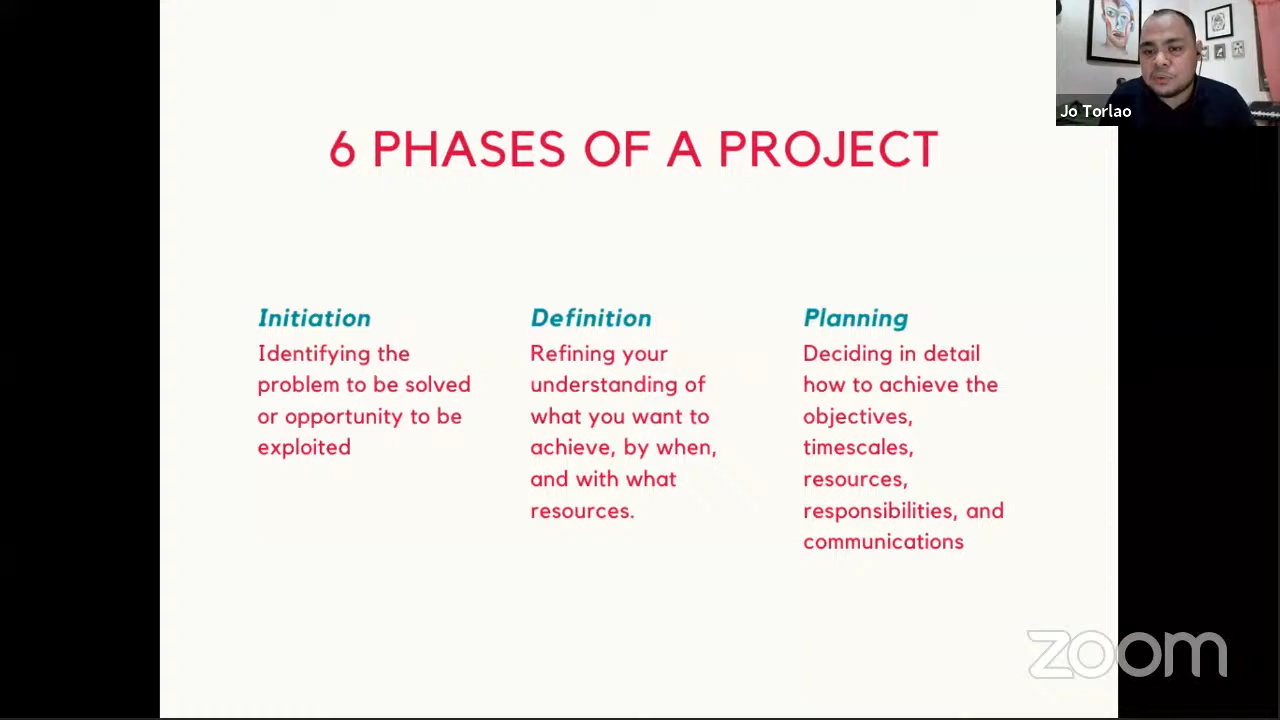 Jo Torlao
6 PHASES OF A PROJECT
Initiation
Identifying the
problem to be solved
or opportunity to be
exploited
Definition
Refining your
understanding of
what you want to
achieve, by when,
and with what
resources.
Planning
Deciding in detail
how to achieve the
objectives,
timescales,
resources,
responsibilities, and
communications
zoom